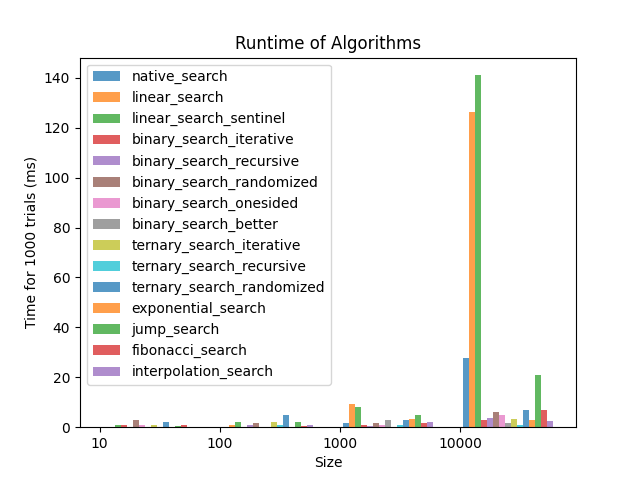 Runtime of Algorithms
Time for 1000 trials (ms)
140
120
100
80
60
40
20
0
native_search
linear_search
linear_search_sentinel
binary_search_iterative
binary_search_recursive
binary_search_randomized
binary_search_onesided
binary_search_better
ternary_search_iterative
ternary_search_recursive
ternary_search_randomized
exponential_search
jump_search
fibonacci_search
interpolation_search
10 100 1000 10000
Size